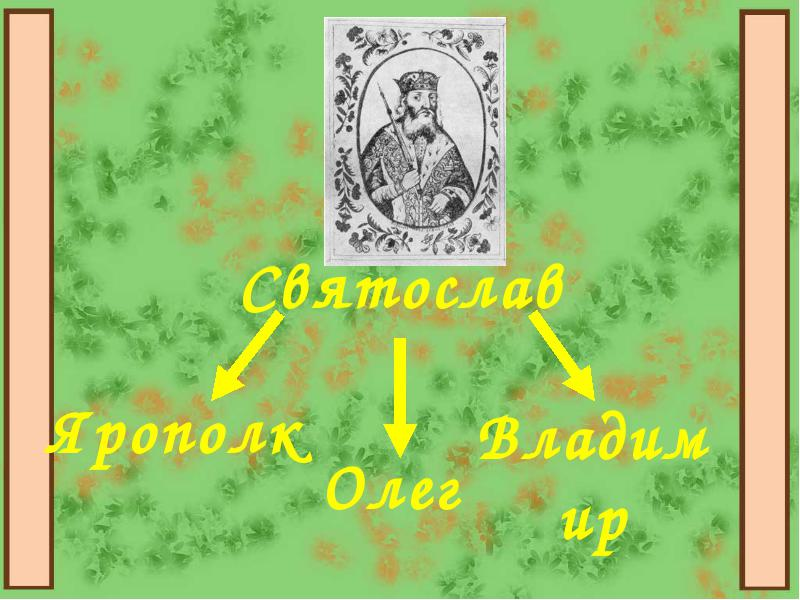 Святослав
Ярополк
Олег
Владим
ир